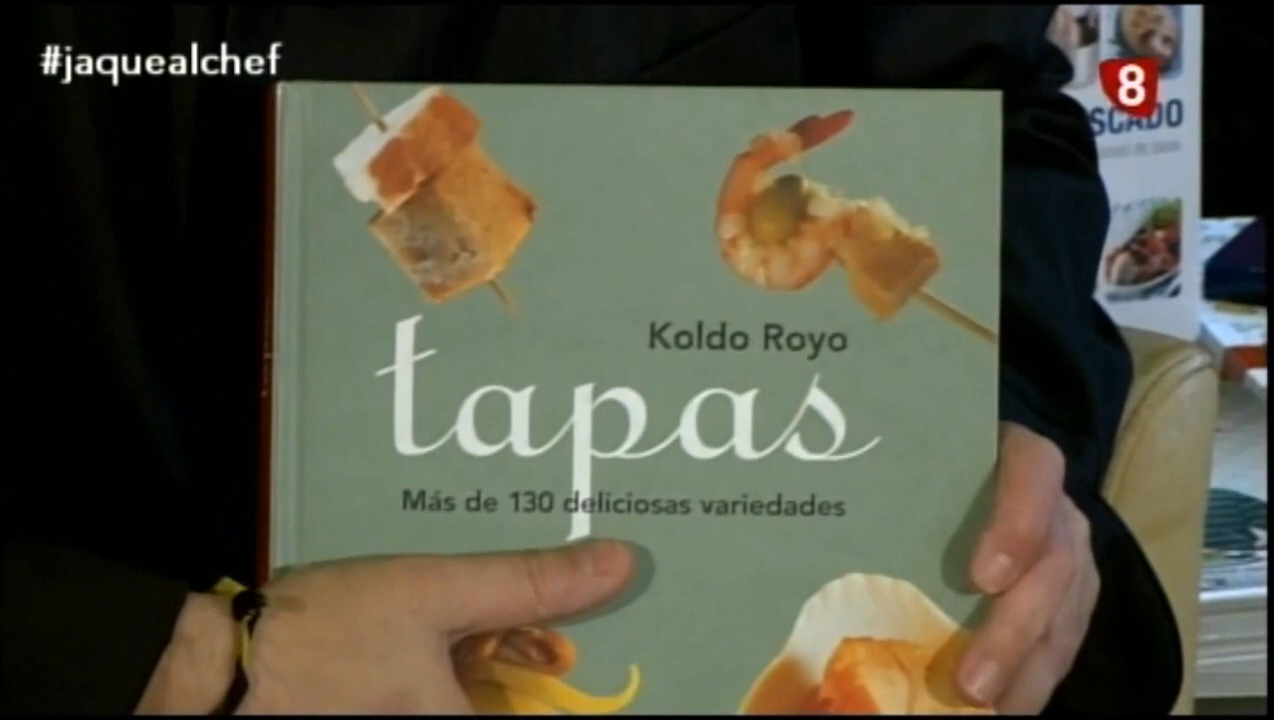 #jaquealchef
8
SCADO
Koldo Royo
tapas
Más de 130 deliciosas variedades